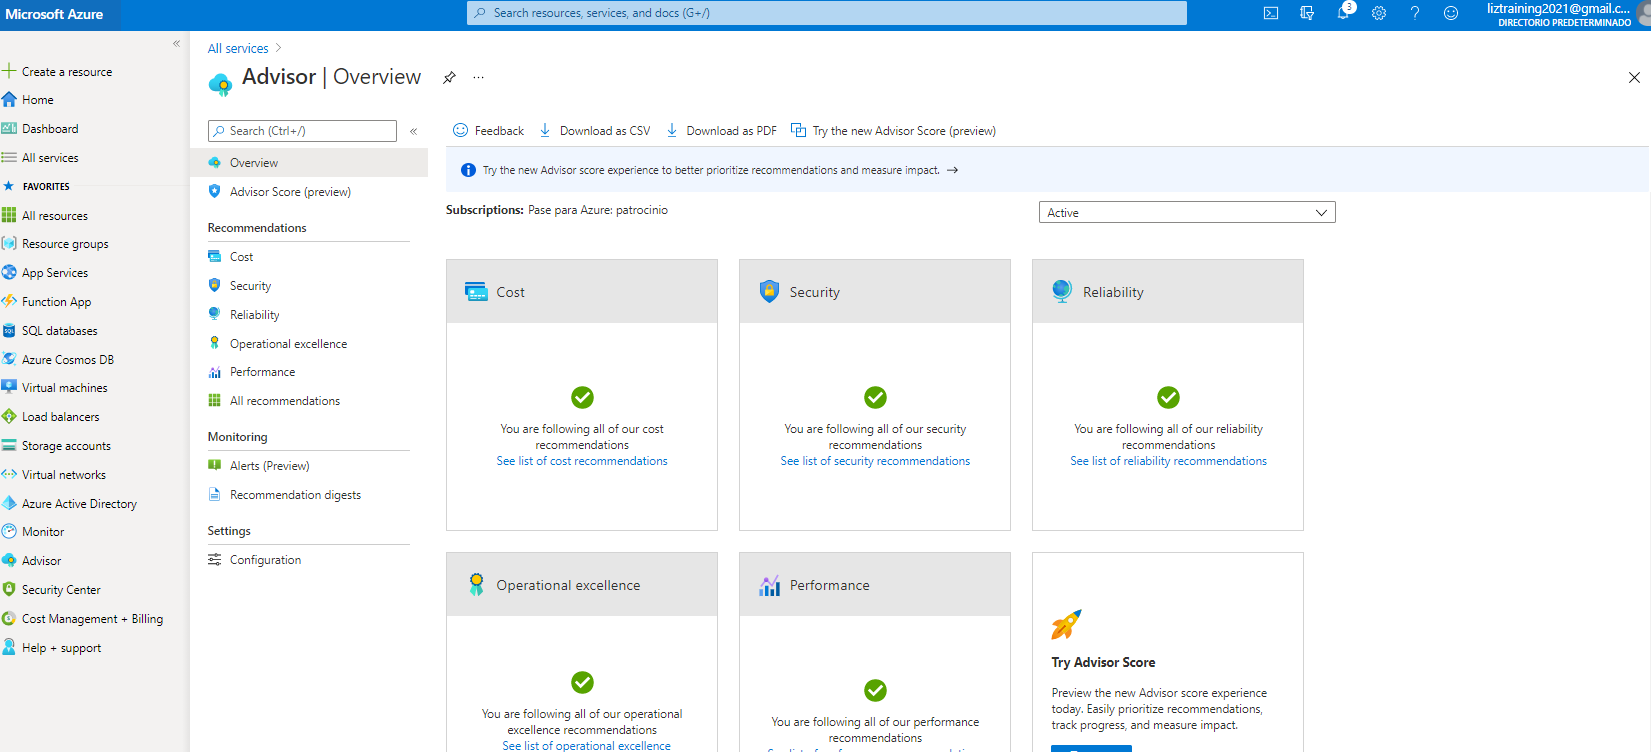 Microsoft Azure
Search resources, services, and docs (G+/)
3
liztraining2021@gmail.c...
DIRECTORIO PREDETERMINADO
«
Create a resource
Home
Dashboard
All services
FAVORITES
All resources
Resource groups
App Services
Function App
SQL databases
Azure Cosmos DB
Virtual machines
Load balancers
Storage accounts
Virtual networks
Azure Active Directory
Monitor
Advisor
Security Center
Cost Management + Billing
Help + support
All services >
Advisor | Overview
...
Search (Ctrl+/)
«
Overview
Advisor Score (preview)
Recommendations
Cost
Security
Reliability
Operational excellence
Performance
All recommendations
Monitoring
Alerts (Preview)
Recommendation digests
Settings
Configuration
Feedback
Download as CSV
Download as PDF
Try the new Advisor Score (preview)
Try the new Advisor score experience to better prioritize recommendations and measure impact. →
Subscriptions: Pase para Azure: patrocinio
Active
Cost
You are following all of our cost
recommendations
See list of cost recommendations
Security
You are following all of our security
recommendations
See list of security recommendations
Reliability
You are following all of our reliability
recommendations
See list of reliability recommendations
Operational excellence
You are following all of our operational
excellence recommendations
See list of operational excellence
Performance
You are following all of our performance
recommendations
Try Advisor Score
Preview the new Advisor score experience
today. Easily prioritize recommendations,
track progress, and measure impact.